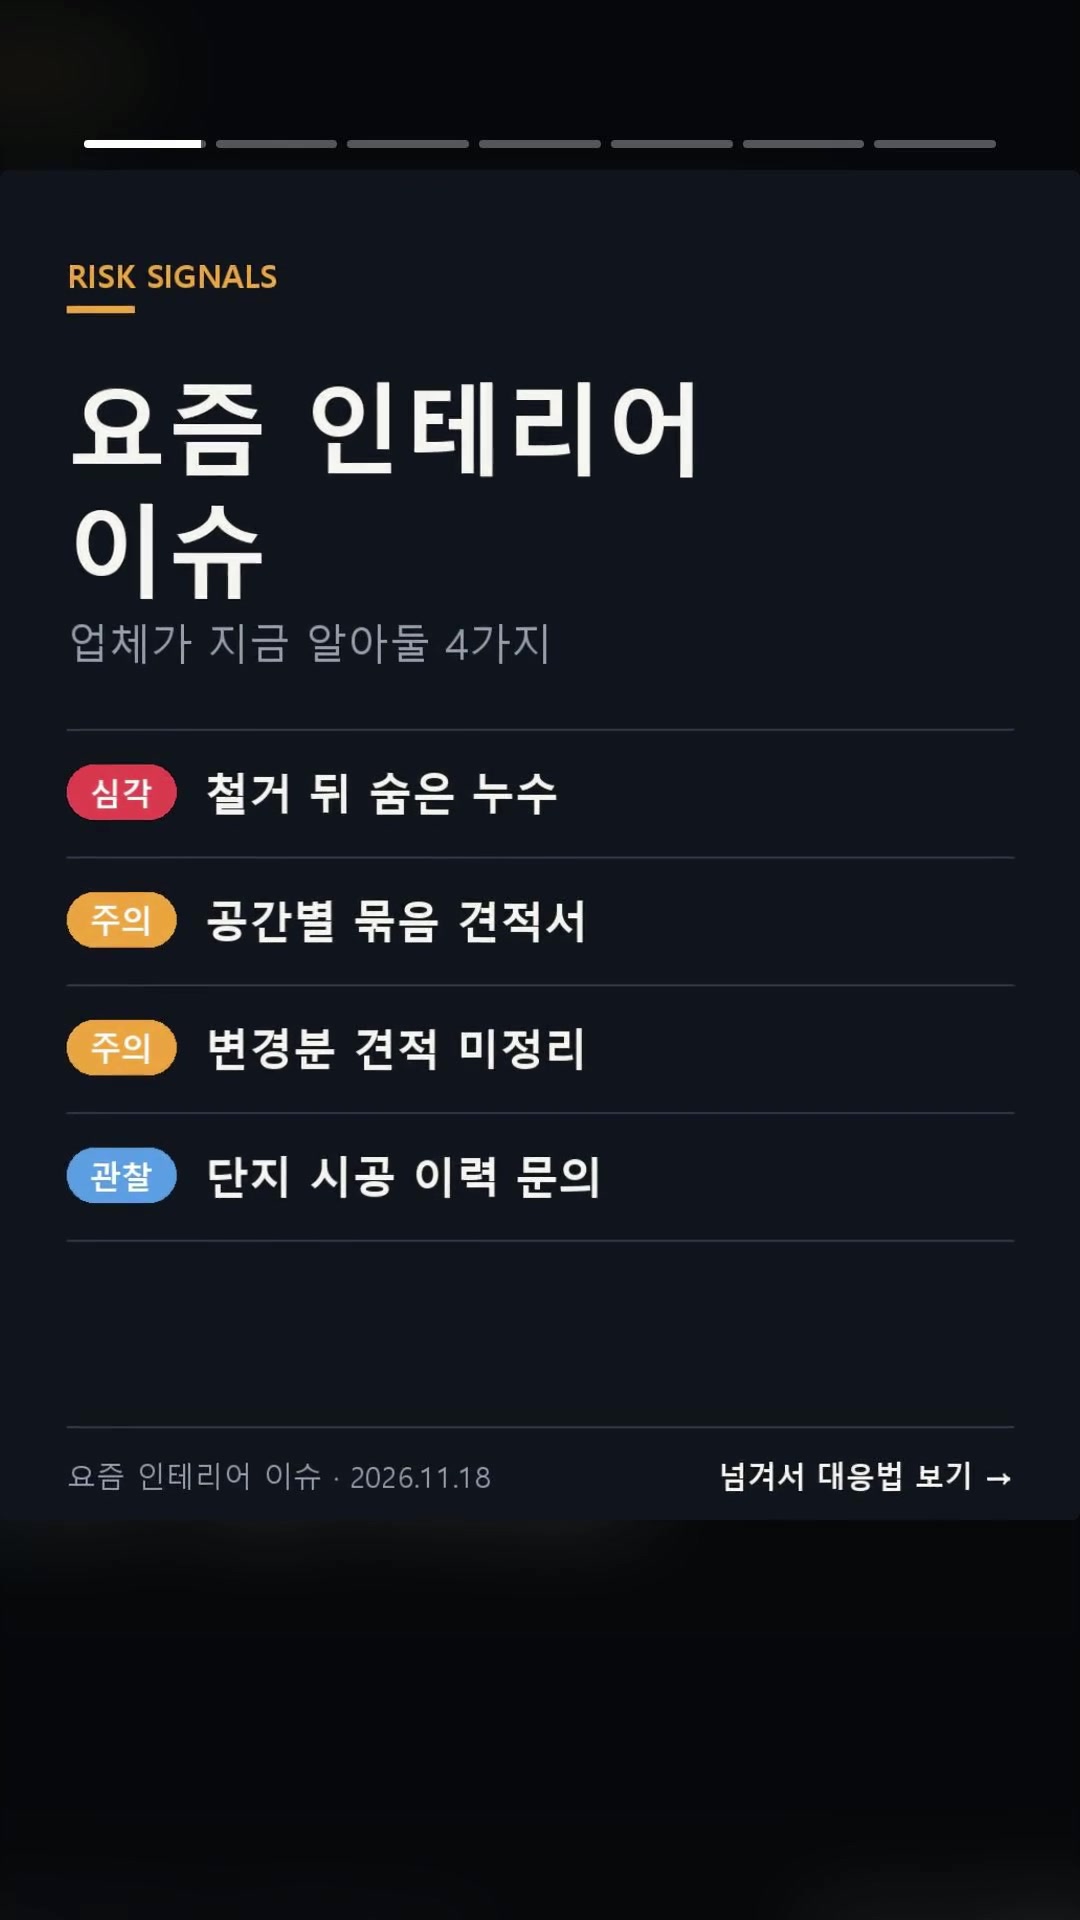 RISK SIGNALS
요즘 인테리어
이슈
업체가 지금 알아둘 4가지
심각 철거 뒤 숨은 누수
주의 공간별 묶음 견적서
주의 변경분 견적 미정리
관찰 단지 시공 이력 문의
요즘 인테리어 이슈 · 2026.11.18 넘겨서 대응법 보기 →